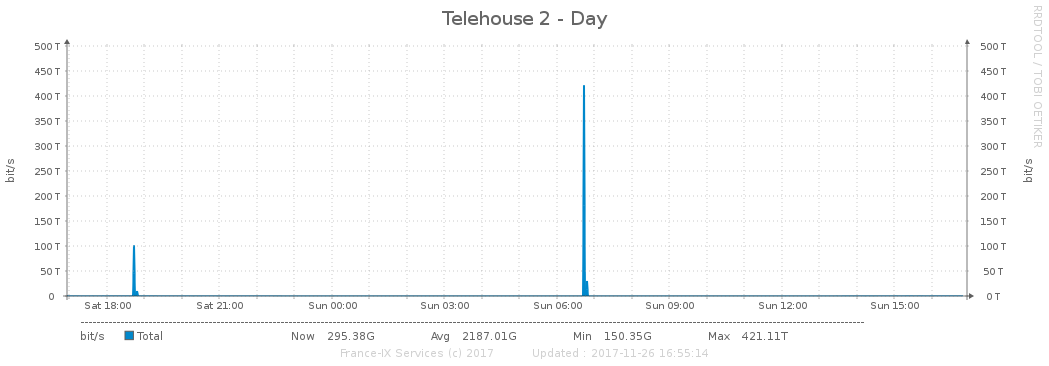 Telehouse 2 - Day
RRDTOOL / TOBI OETIKER
bit/s
500 T 500 T
450 T 450 T
400 T 400 T
350 T 350 T
300 T 300 T
250 T 250 T
200 T 200 T
150 T 150 T
100 T 100 T
50 T 50 T
0 0 T
bit/s
Sat 18:00 Sat 21:00 Sun 00:00 Sun 03:00 Sun 06:00 Sun 09:00 Sun 12:00 Sun 15:00
bit/s Total Now 295.38G Avg 2187.01G Min 150.35G Max 421.11T
France-IX Services (c) 2017 Updated : 2017-11-26 16:55:14